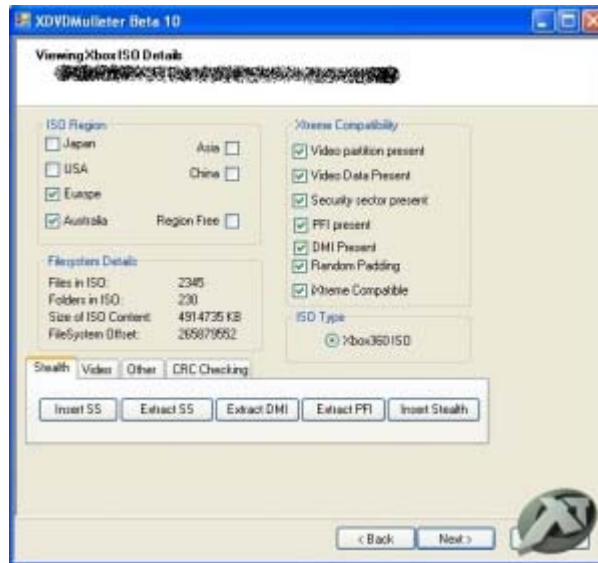 XDVDMulleter Beta 10
Viewing Xbox ISO Details
ISO Region
Japan
Asia
USA
China
Europe
Australia
Region Free
Xtreme Compatibility
Video partition present
Video Data Present
Security sector present
PFI present
DMI Present
Random Padding
iXtreme Compatible
Filesystem Details
Files in ISO: 2345
Folders in ISO: 230
Size of ISO Content: 4914735 KB
FileSystem Offset: 265879552
ISO Type
Xbox360 ISO
Stealth Video Other CRC Checking
Insert SS Extract SS Extract DMI Extract PFI Insert Stealth
< Back Next >